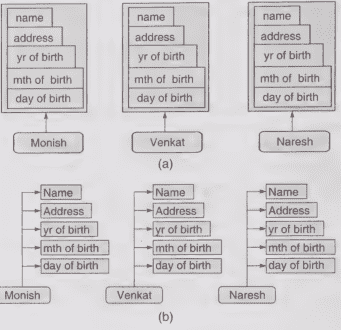 name name name
address address address
yr of birth yr of birth yr of birth
mth of birth mth of birth mth of birth
day of birth day of birth day of birth
Monish Venkat Naresh
(a)
Name Name Name
Address Address Address
yr of birth yr of birth yr of birth
mth of birth mth of birth mth of birth
day of birth day of birth day of birth
Monish Venkat Naresh
(b)